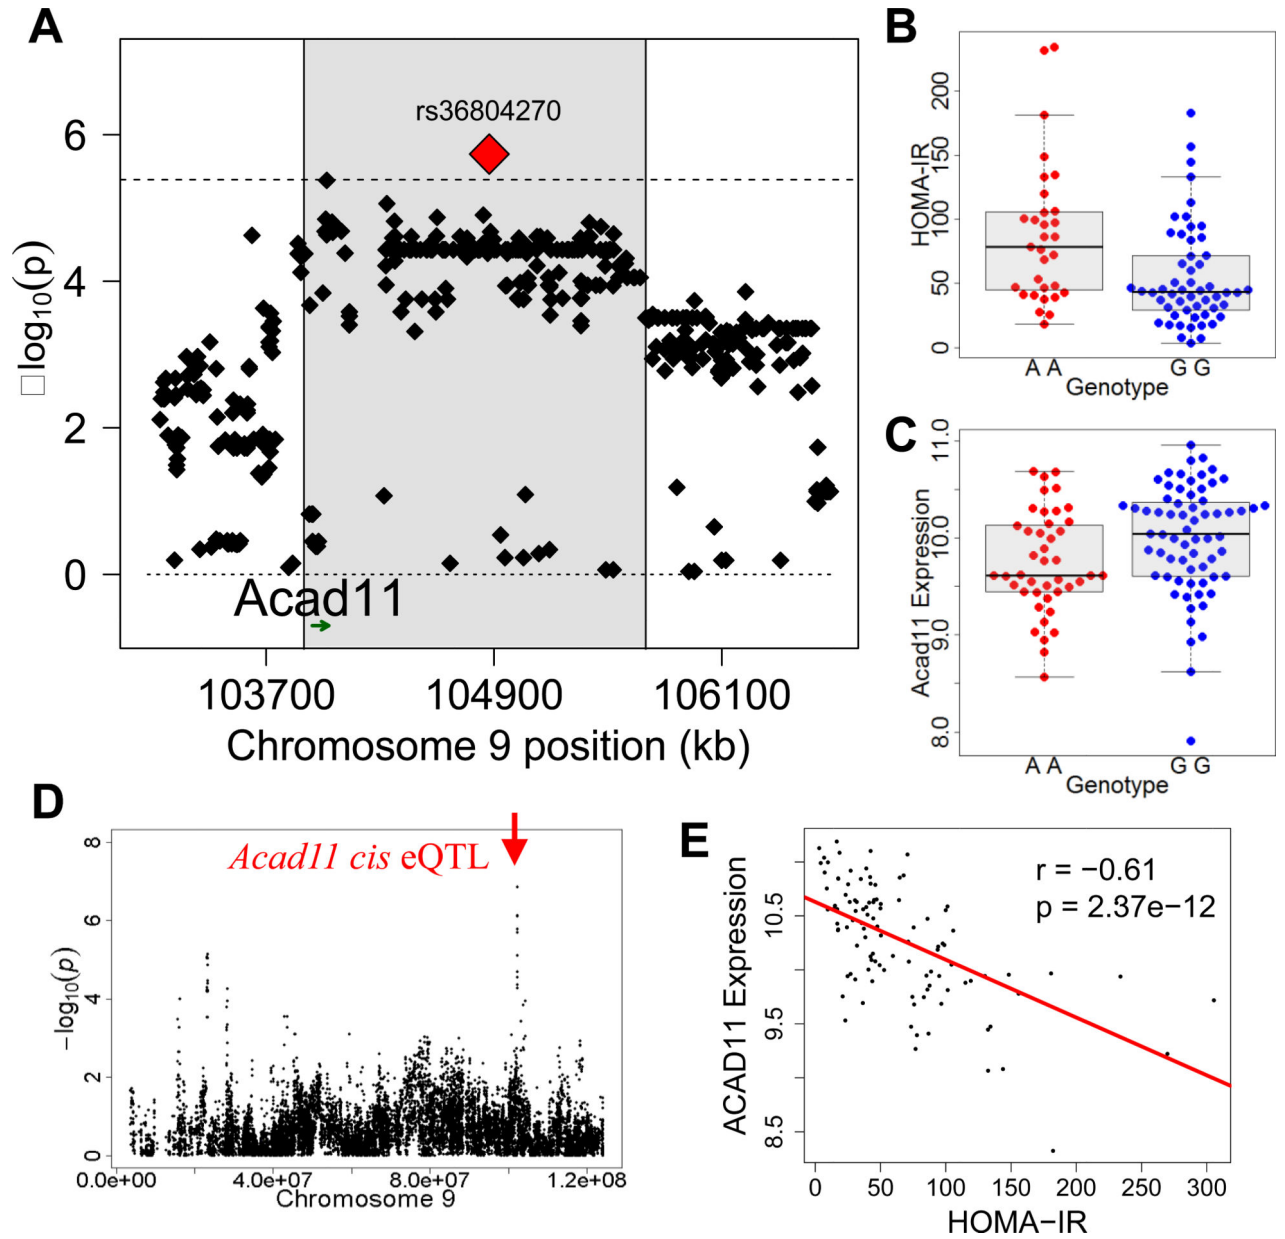 A
rs36804270
6
4
2
0
□log10(p)
Acad11
103700
104900
106100
Chromosome 9 position (kb)
B
HOMA-IR
200
150
100
50
0
A A
G G
Genotype
C
Acad11 Expression
11.0
10.0
9.0
8.0
A A
G G
Genotype
D
Acad11 cis eQTL
8
6
4
2
0
−log10(p)
0.0e+00
4.0e+07
8.0e+07
1.2e+08
Chromosome 9
E
r = −0.61
p = 2.37e−12
ACAD11 Expression
10.5
9.5
8.5
0
50
100
150
200
250
300
HOMA−IR